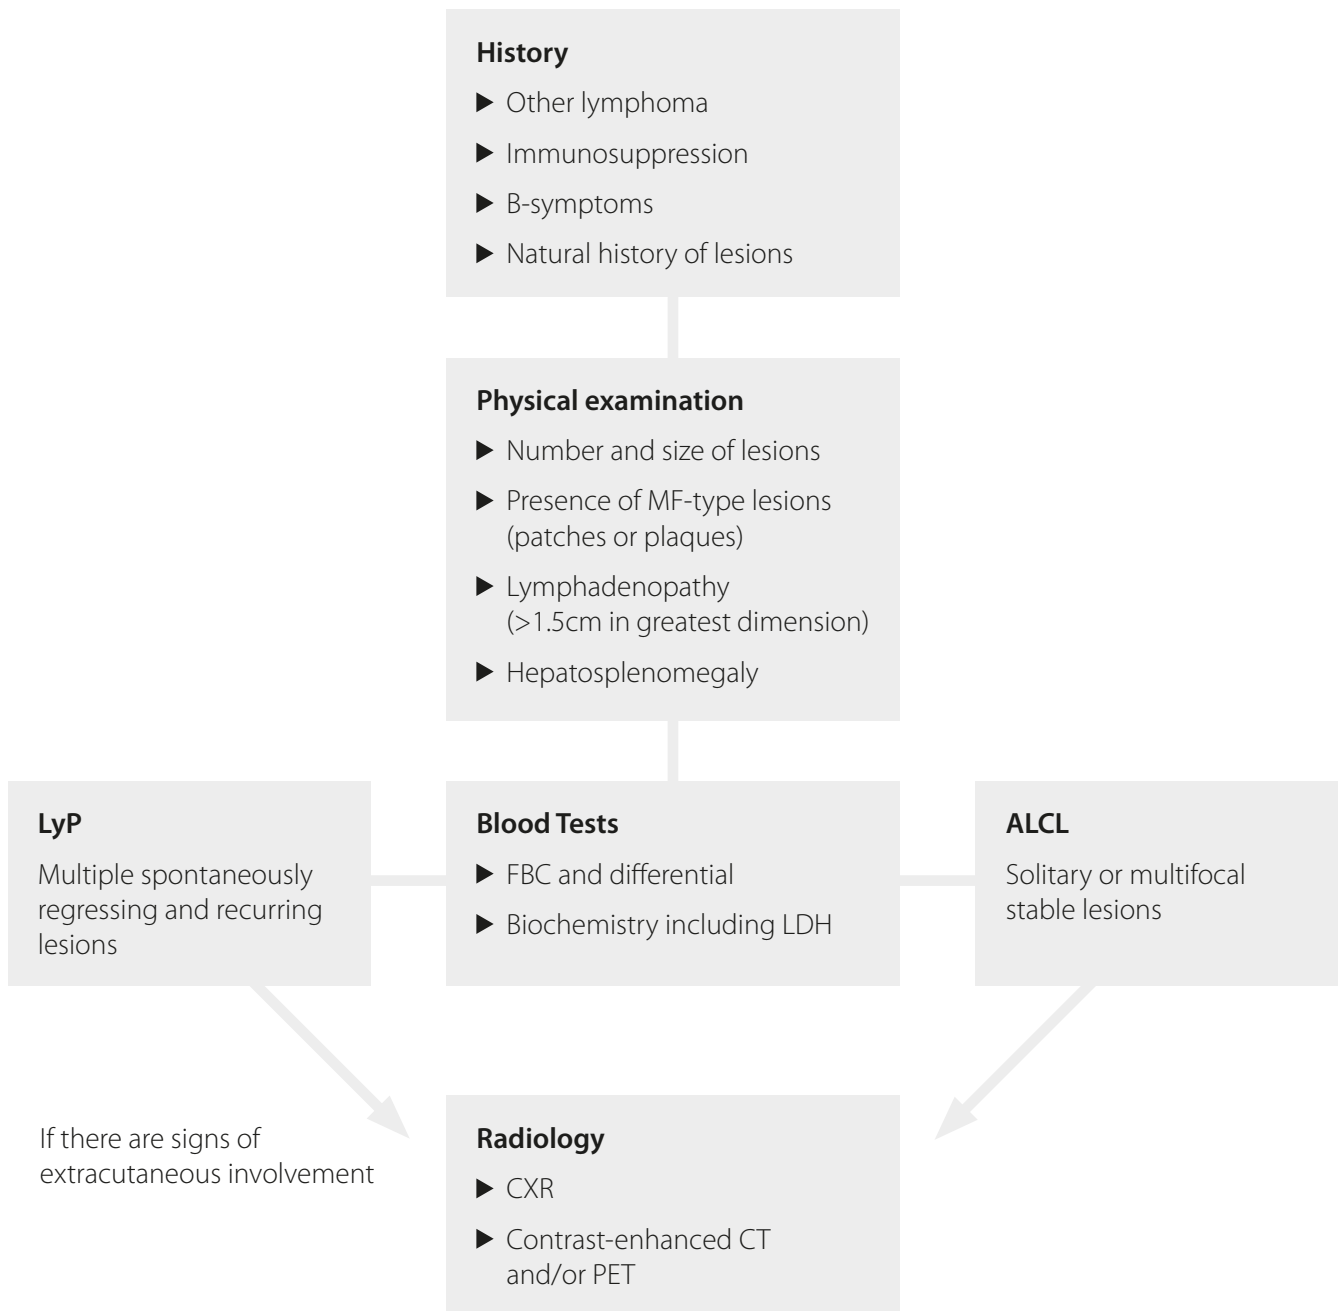 History
▶ Other lymphoma
▶ Immunosuppression
▶ B-symptoms
▶ Natural history of lesions
Physical examination
▶ Number and size of lesions
▶ Presence of MF-type lesions
(patches or plaques)
▶ Lymphadenopathy
(>1.5cm in greatest dimension)
▶ Hepatosplenomegaly
LyP
Multiple spontaneously
regressing and recurring
lesions
Blood Tests
▶ FBC and differential
▶ Biochemistry including LDH
ALCL
Solitary or multifocal
stable lesions
If there are signs of
extracutaneous involvement
Radiology
▶ CXR
▶ Contrast-enhanced CT
and/or PET